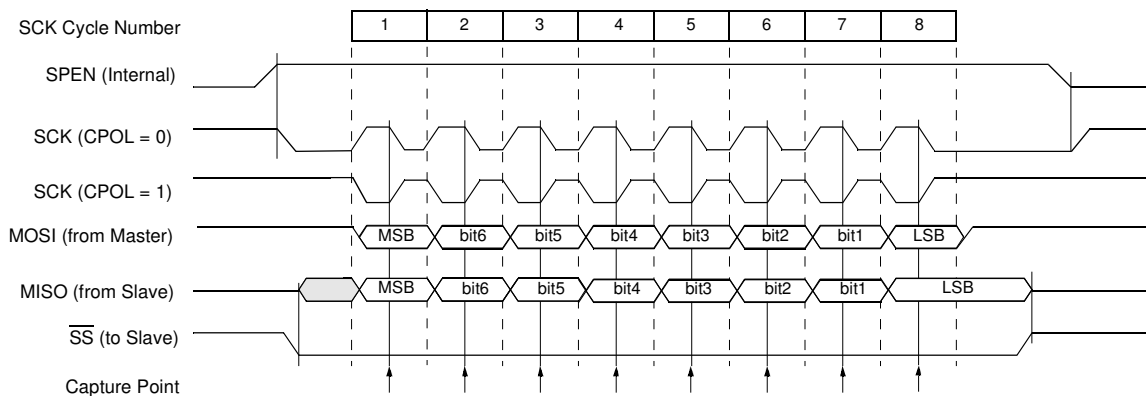 SCK Cycle Number 1 2 3 4 5 6 7 8
SPEN (Internal)
SCK (CPOL = 0)
SCK (CPOL = 1)
MOSI (from Master) MSB bit6 bit5 bit4 bit3 bit2 bit1 LSB
MISO (from Slave) MSB bit6 bit5 bit4 bit3 bit2 bit1 LSB
SS (to Slave)
Capture Point